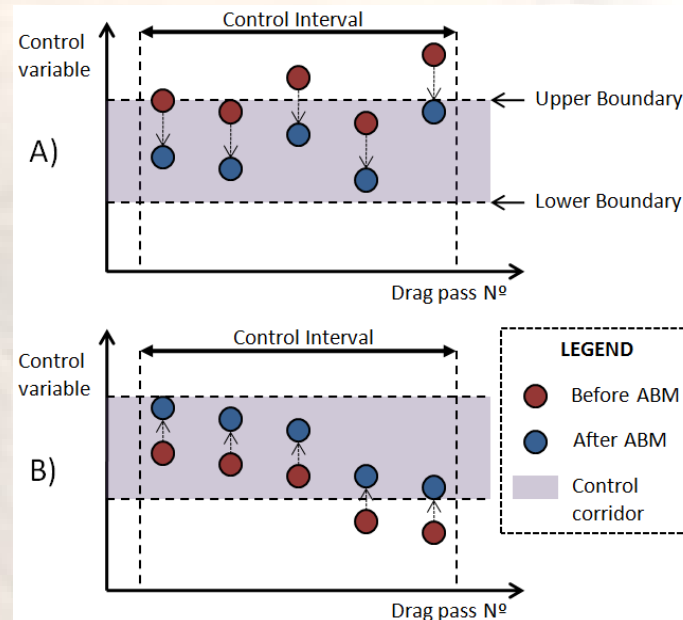 Control Interval
Control
variable
A)
Upper Boundary
Lower Boundary
Drag pass Nº
Control Interval
Control
variable
B)
Drag pass Nº
LEGEND
Before ABM
After ABM
Control
corridor